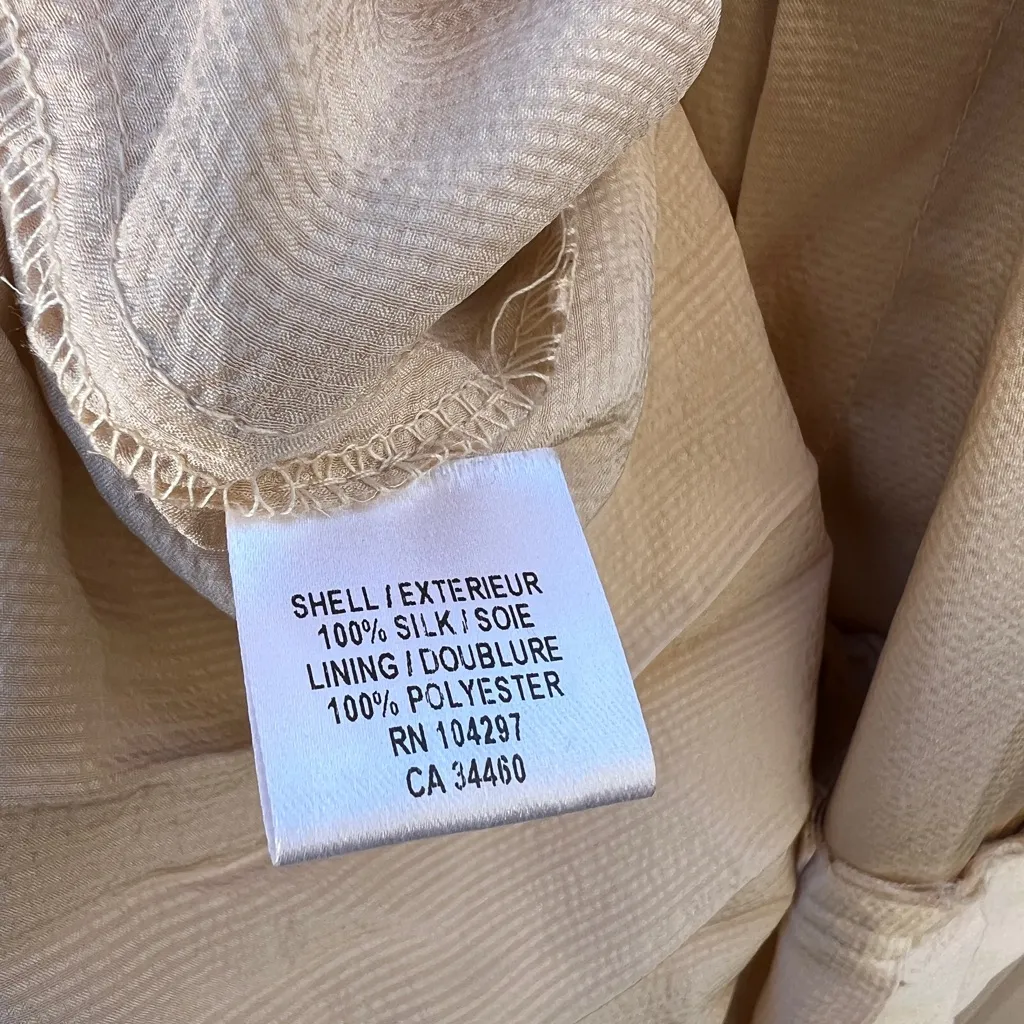 SHELL / EXTERIEUR
100% SILK / SOIE
LINING / DOUBLURE
100% POLYESTER
RN 104297
CA 34460